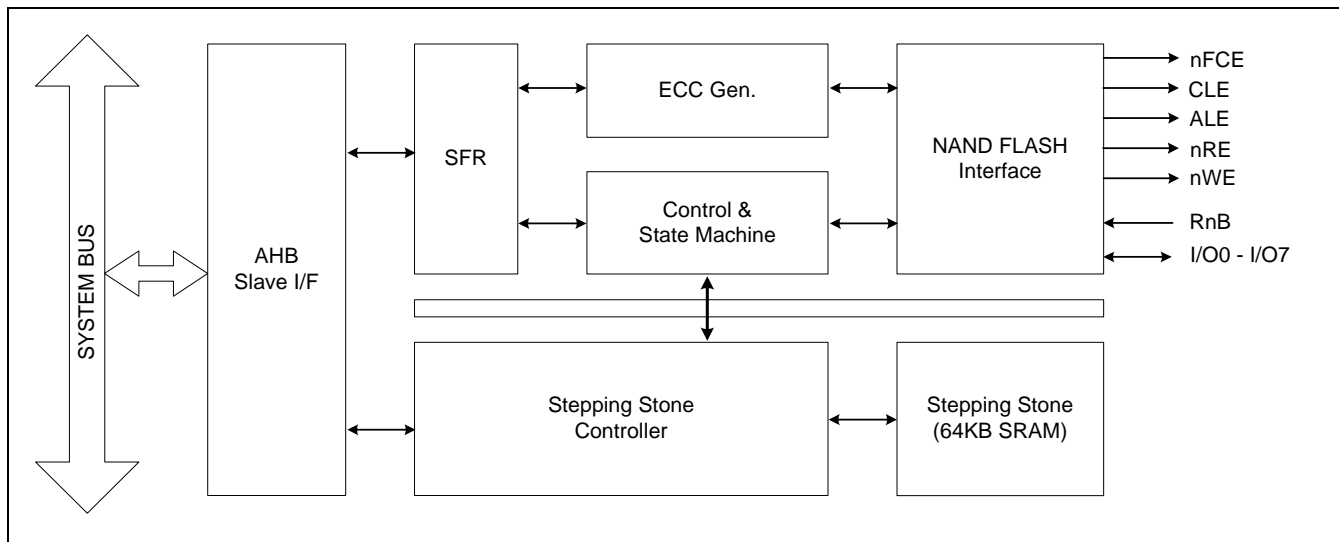 SYSTEM BUS
AHB
Slave I/F
SFR
ECC Gen.
Control &
State Machine
NAND FLASH
Interface
nFCE
CLE
ALE
nRE
nWE
RnB
I/O0 - I/O7
Stepping Stone
Controller
Stepping Stone
(64KB SRAM)